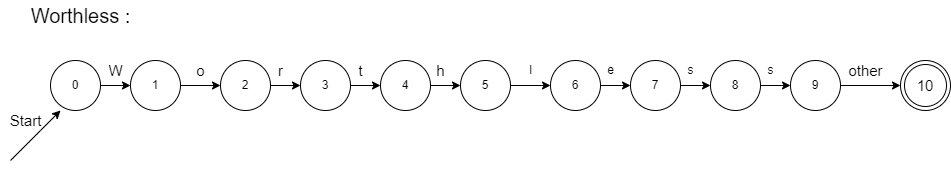 Worthless :
W o r t h l e s s other
0 1 2 3 4 5 6 7 8 9 10
Start